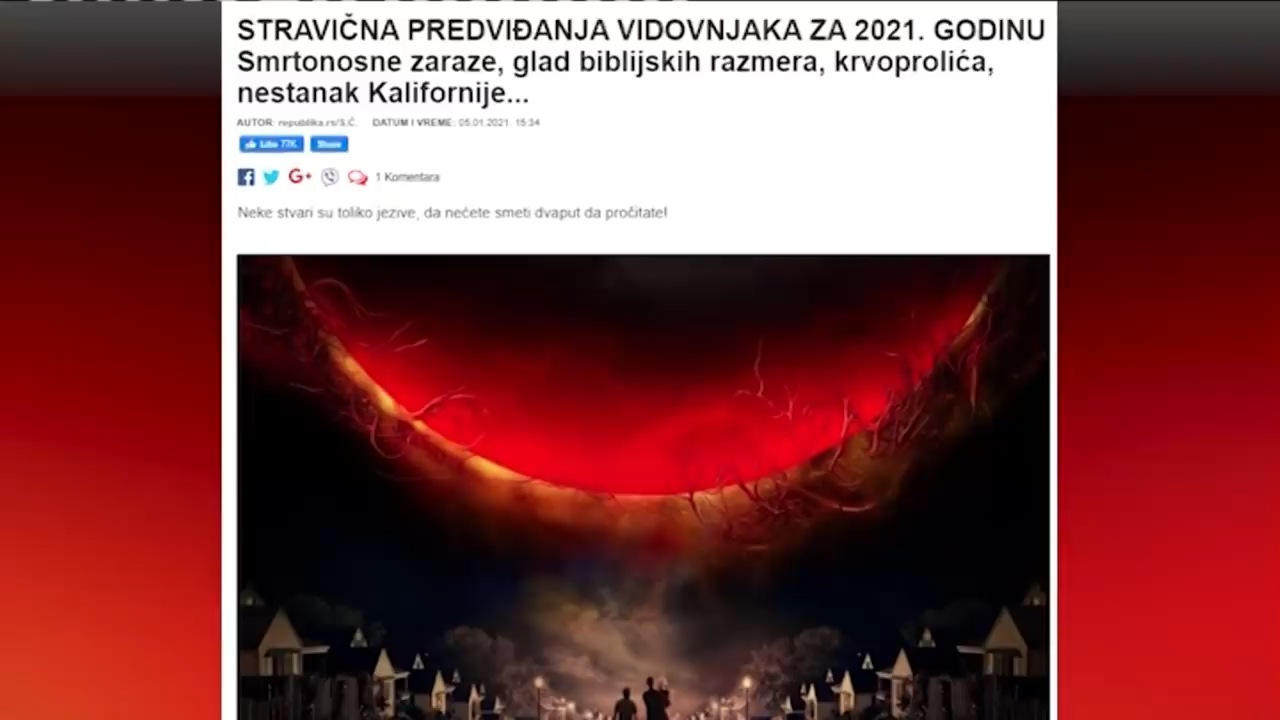 STRAVIČNA PREDVIĐANJA VIDOVNJAKA ZA 2021. GODINU
Smrtonosne zaraze, glad biblijskih razmera, krvoprolića,
nestanak Kalifornije...
AUTOR: republika.rs/S.Ć. DATUM I VREME: 05.01.2021. 15:34
Like 77K Share
G+ 1 Komentara
Neke stvari su toliko jezive, da nećete smeti dvaput da pročitate!